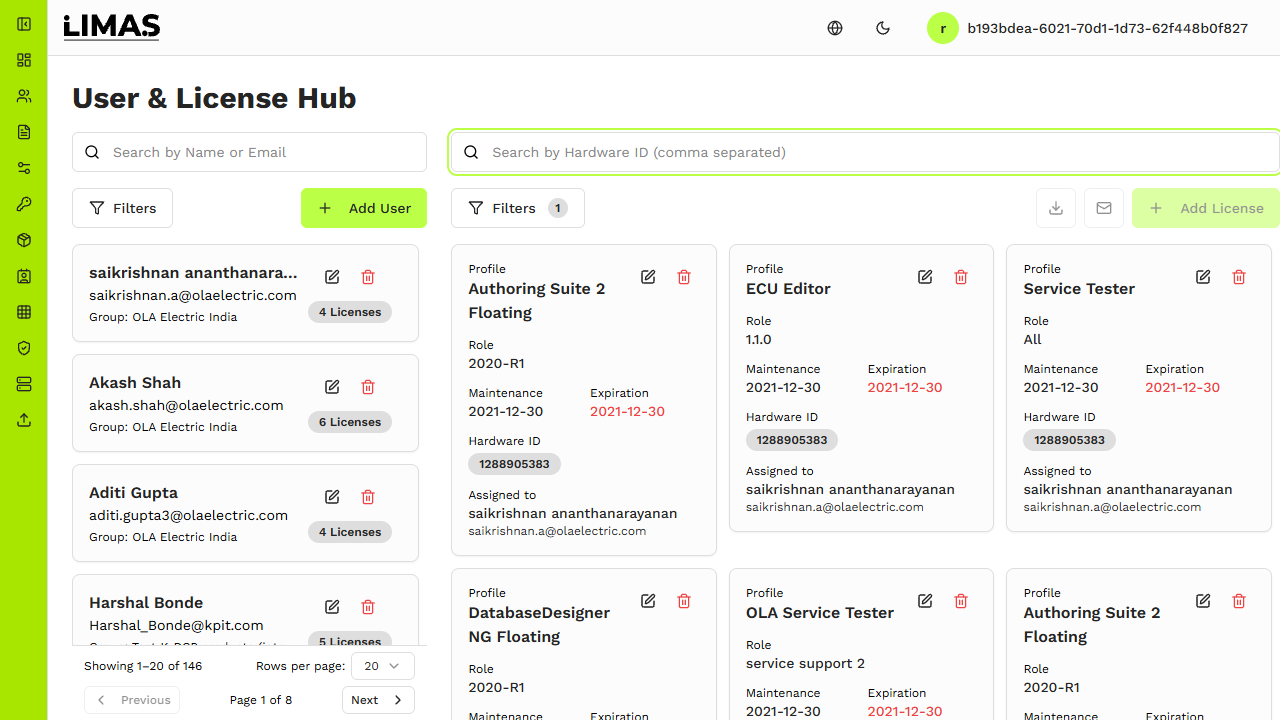 LIMAS
r
b193bdea-6021-70d1-1d73-62f448b0f827
User & License Hub
Search by Name or Email
Filters
Add User
saikrishnan ananthanara...
saikrishnan.a@olaelectric.com
Group: OLA Electric India
4 Licenses
Akash Shah
akash.shah@olaelectric.com
Group: OLA Electric India
6 Licenses
Aditi Gupta
aditi.gupta3@olaelectric.com
Group: OLA Electric India
4 Licenses
Harshal Bonde
Harshal_Bonde@kpit.com
5 Licenses
Showing 1–20 of 146
Rows per page:
20
Previous
Page 1 of 8
Next
Search by Hardware ID (comma separated)
Filters 1
Add License
Profile
Authoring Suite 2
Floating
Role
2020-R1
Maintenance Expiration
2021-12-30 2021-12-30
Hardware ID
1288905383
Assigned to
saikrishnan ananthanarayanan
saikrishnan.a@olaelectric.com
Profile
ECU Editor
Role
1.1.0
Maintenance Expiration
2021-12-30 2021-12-30
Hardware ID
1288905383
Assigned to
saikrishnan ananthanarayanan
saikrishnan.a@olaelectric.com
Profile
Service Tester
Role
All
Maintenance Expiration
2021-12-30 2021-12-30
Hardware ID
1288905383
Assigned to
saikrishnan ananthanarayanan
saikrishnan.a@olaelectric.com
Profile
DatabaseDesigner
NG Floating
Role
2020-R1
Maintenance Expiration
Profile
OLA Service Tester
Role
service support 2
Maintenance Expiration
2021-12-30 2021-12-30
Profile
Authoring Suite 2
Floating
Role
2020-R1
Maintenance Expiration